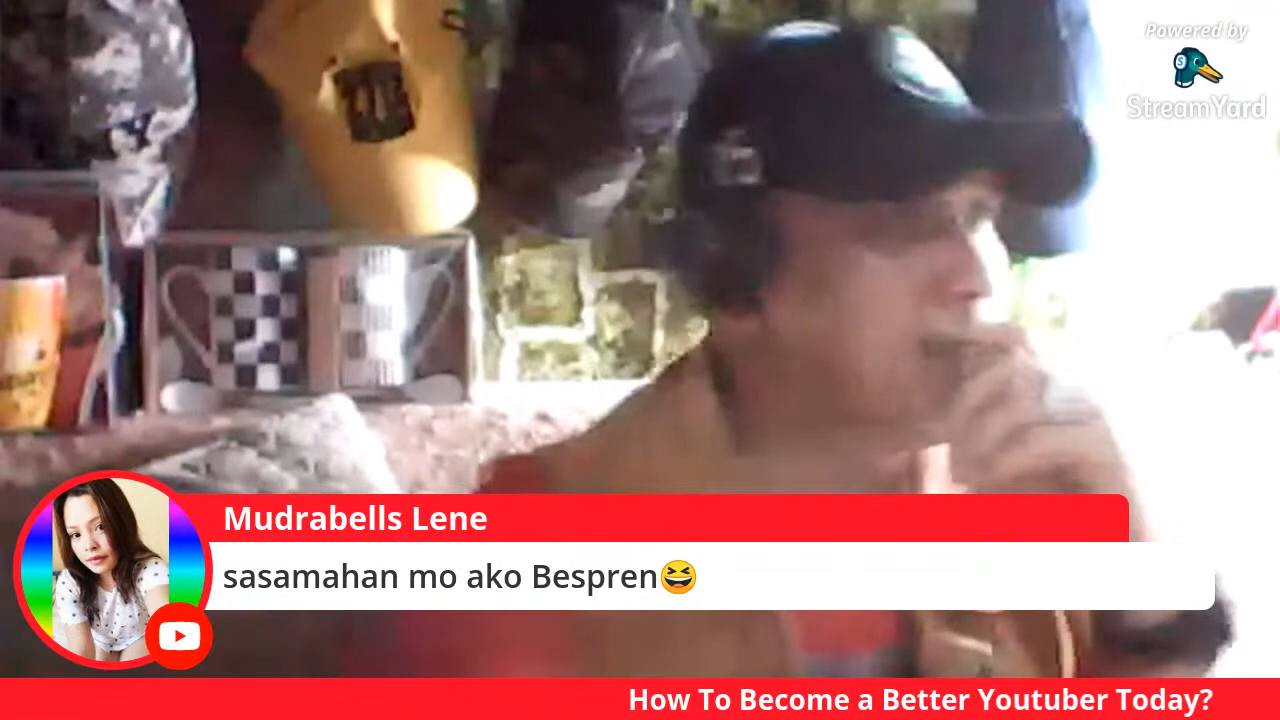 Powered by
StreamYard
Mudrabells Lene
sasamahan mo ako Bespren😆
How To Become a Better Youtuber Today?